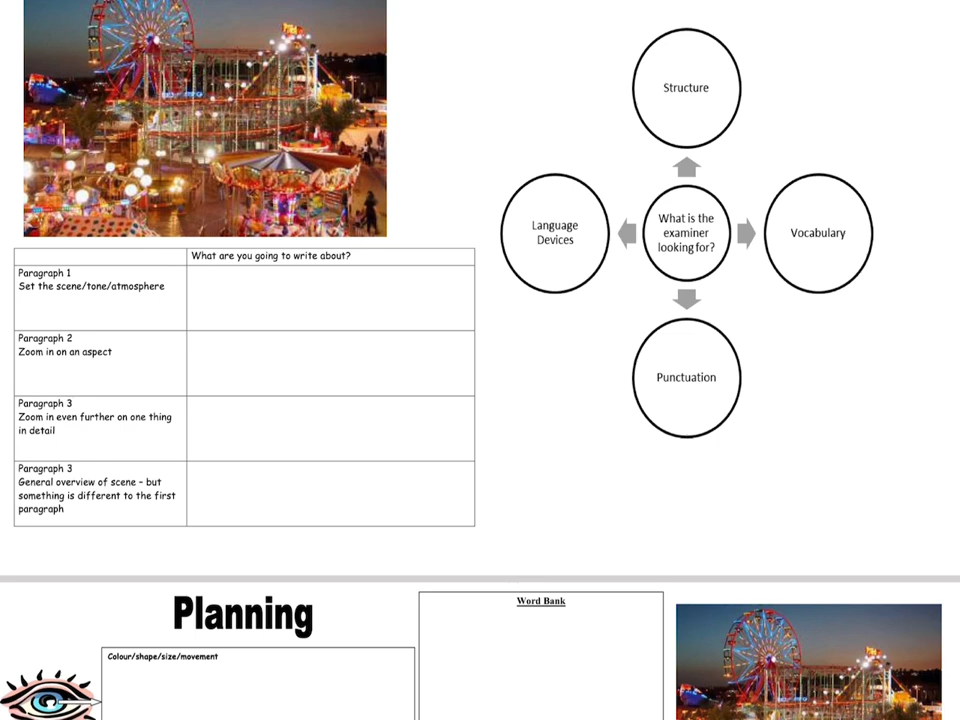 What are you going to write about?
Paragraph 1
Set the scene/tone/atmosphere
Paragraph 2
Zoom in on an aspect
Paragraph 3
Zoom in even further on one thing
in detail
Paragraph 3
General overview of scene – but
something is different to the first
paragraph
Structure
Language
Devices
What is the
examiner
looking for?
Vocabulary
Punctuation
Planning
Colour/shape/size/movement
Word Bank